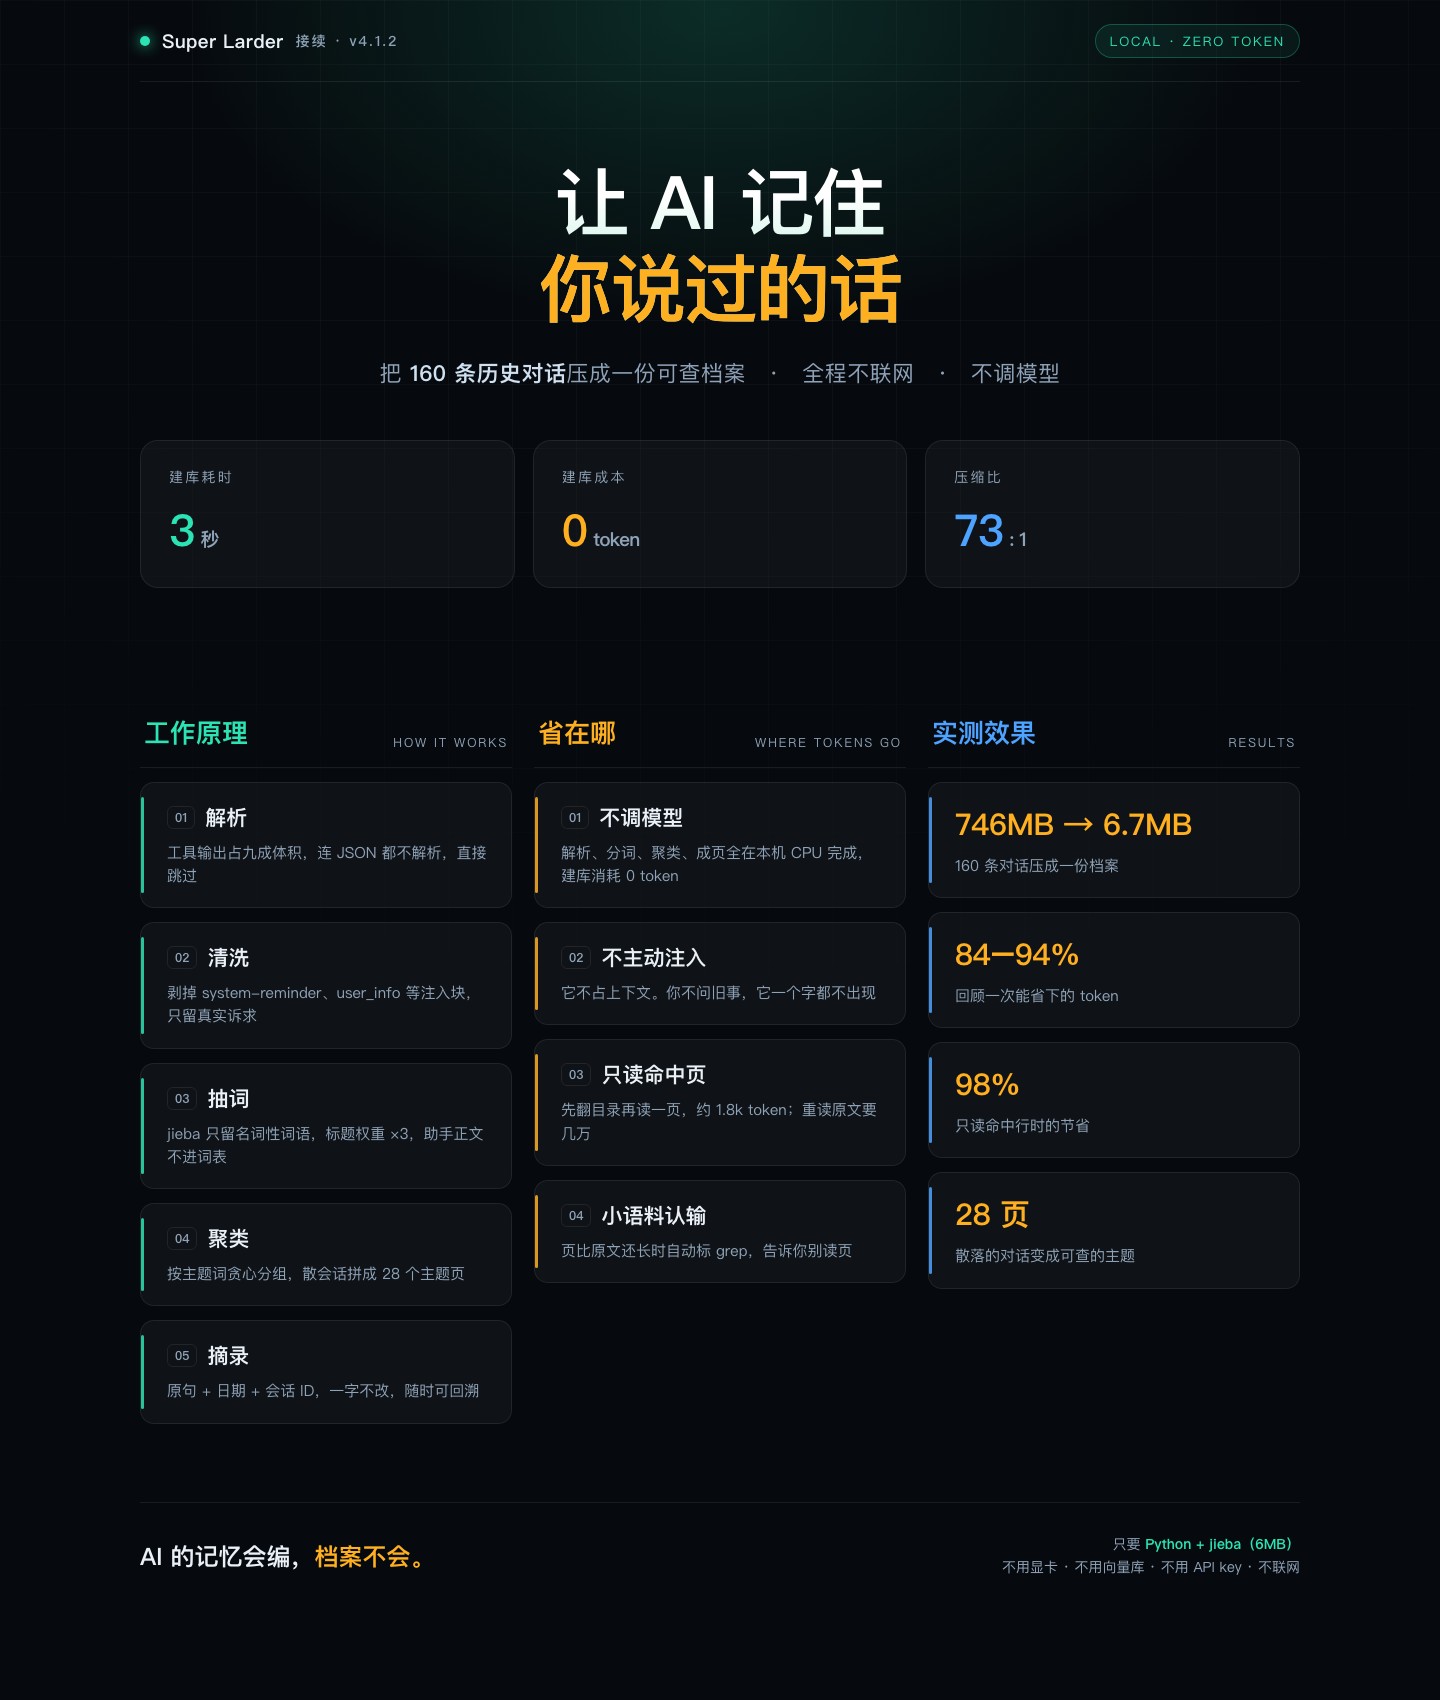 Super Larder 接续 · v4.1.2
LOCAL · ZERO TOKEN
让 AI 记住
你说过的话
把 160 条历史对话压成一份可查档案 · 全程不联网 · 不调模型
建库耗时
3 秒
建库成本
0 token
压缩比
73 : 1
工作原理
HOW IT WORKS
01 解析
工具输出占九成体积，连 JSON 都不解析，直接
跳过
02 清洗
剥掉 system-reminder、user_info 等注入块，
只留真实诉求
03 抽词
jieba 只留名词性词语，标题权重 ×3，助手正文
不进词表
04 聚类
按主题词贪心分组，散会话拼成 28 个主题页
05 摘录
原句 + 日期 + 会话 ID，一字不改，随时可回溯
省在哪
WHERE TOKENS GO
01 不调模型
解析、分词、聚类、成页全在本机 CPU 完成，
建库消耗 0 token
02 不主动注入
它不占上下文。你不问旧事，它一个字都不出现
03 只读命中页
先翻目录再读一页，约 1.8k token；重读原文要
几万
04 小语料认输
页比原文还长时自动标 grep，告诉你别读页
实测效果
RESULTS
746MB → 6.7MB
160 条对话压成一份档案
84—94%
回顾一次能省下的 token
98%
只读命中行时的节省
28 页
散落的对话变成可查的主题
AI 的记忆会编，档案不会。
只要 Python + jieba（6MB）
不用显卡 · 不用向量库 · 不用 API key · 不联网